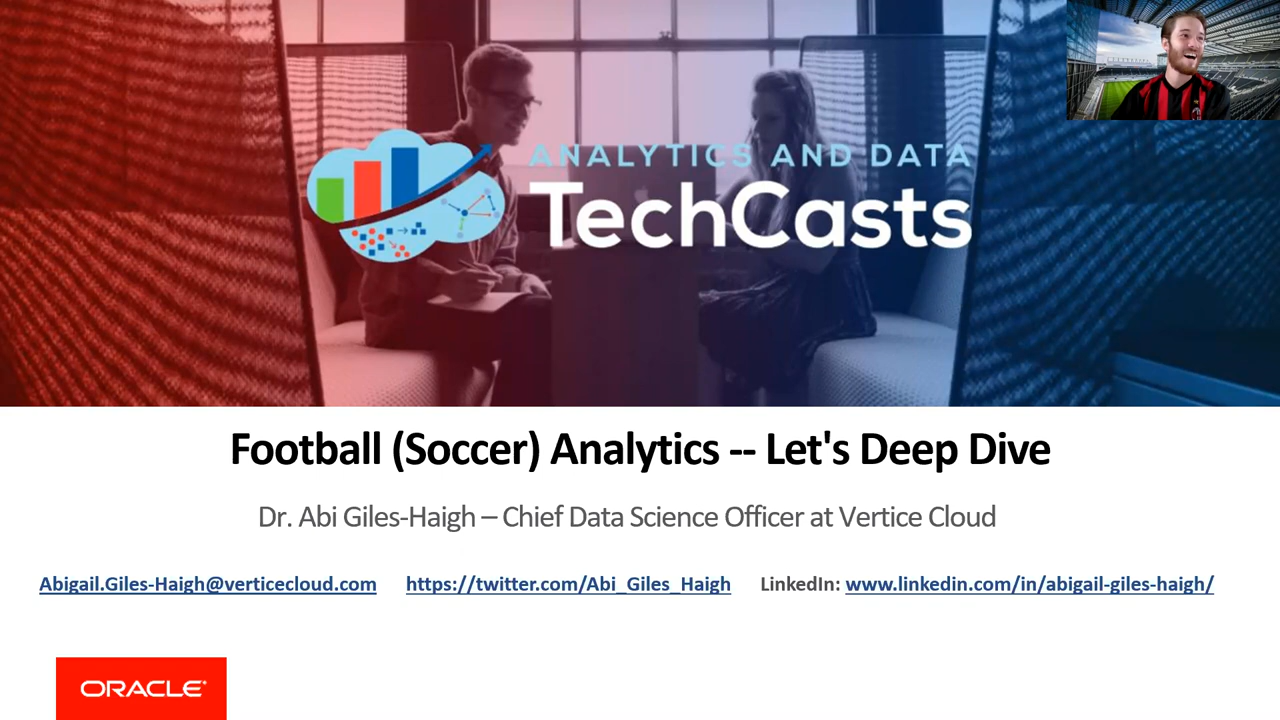 ANALYTICS AND DATA
TechCasts
Football (Soccer) Analytics -- Let's Deep Dive
Dr. Abi Giles-Haigh – Chief Data Science Officer at Vertice Cloud
Abigail.Giles-Haigh@verticecloud.com https://twitter.com/Abi_Giles_Haigh LinkedIn: www.linkedin.com/in/abigail-giles-haigh/
ORACLE